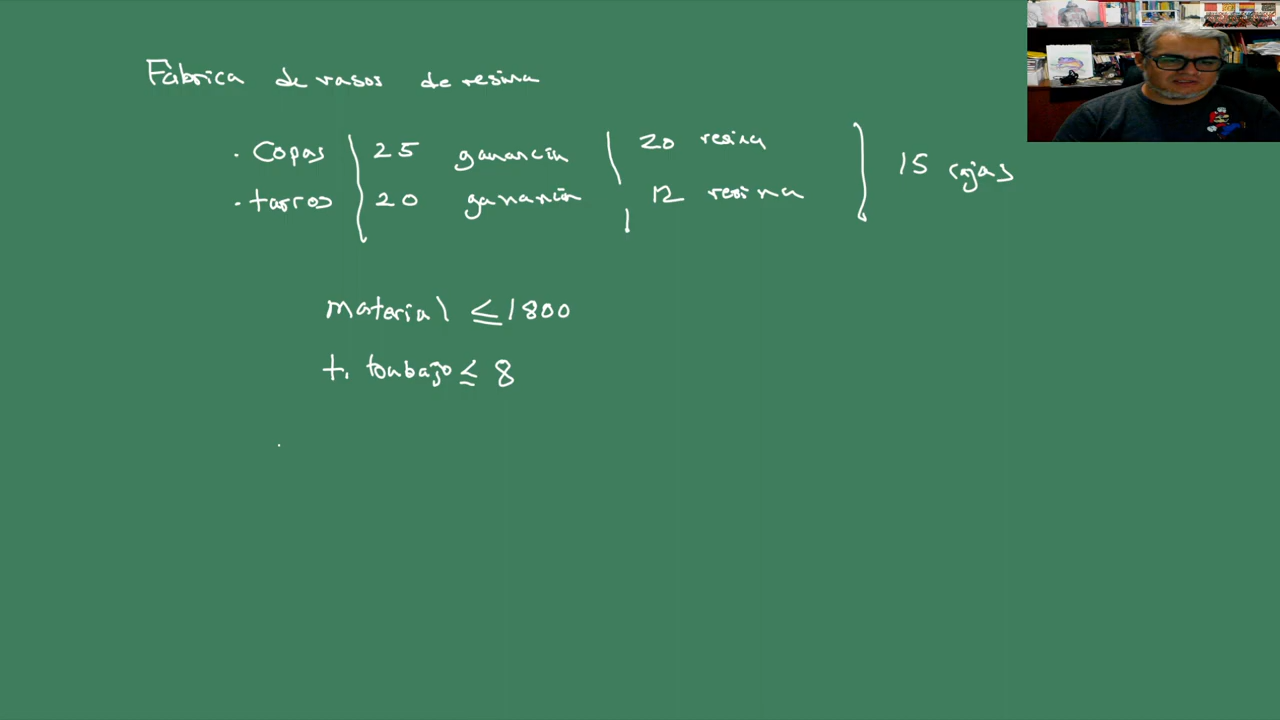 Fàbrica de vasos de resina
· Copas | 25 ganancia | 20 resina | 15 cajas
· tarros | 20 ganancia | 12 resina
material ≤ 1800
t. trabajo ≤ 8